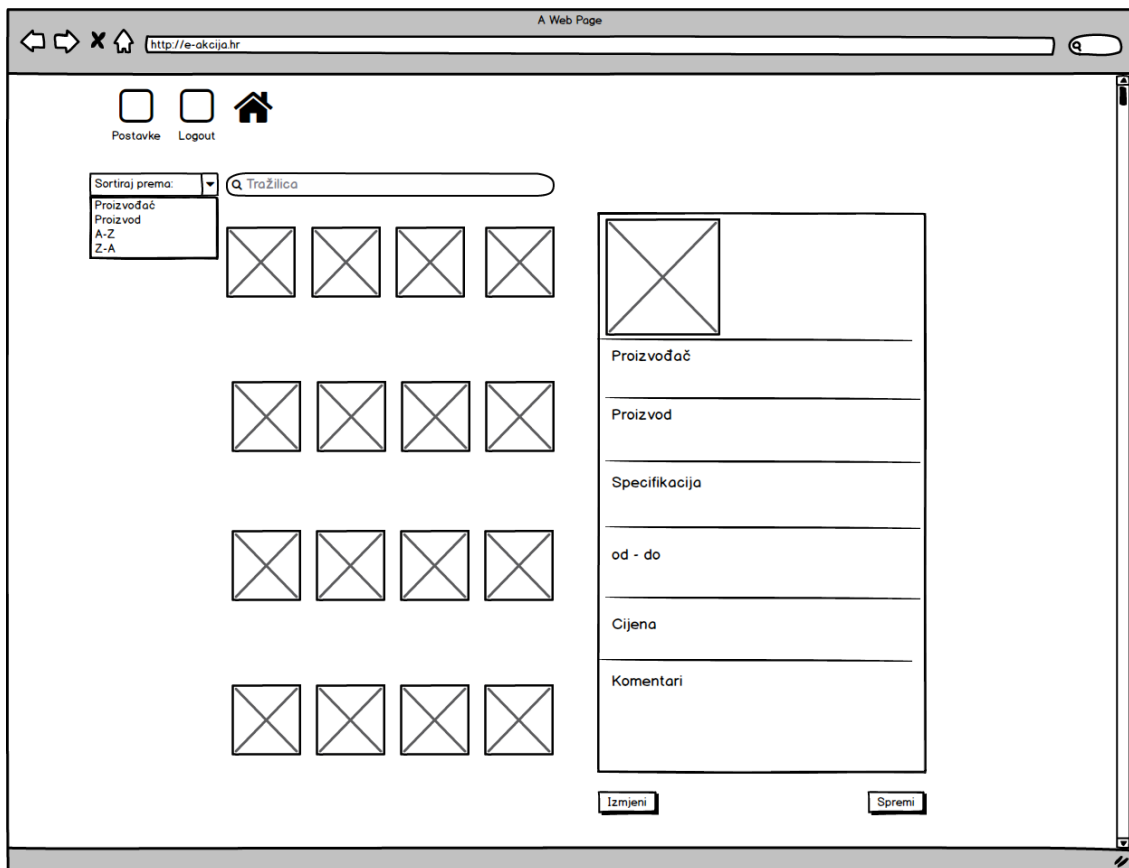 A Web Page
http://e-akcija.hr
Postavke
Logout
Sortiraj prema:
Tražilica
Proizvođać
Proizvod
A-Z
Z-A
Proizvođač
Proizvod
Specifikacija
od - do
Cijena
Komentari
Izmjeni
Spremi